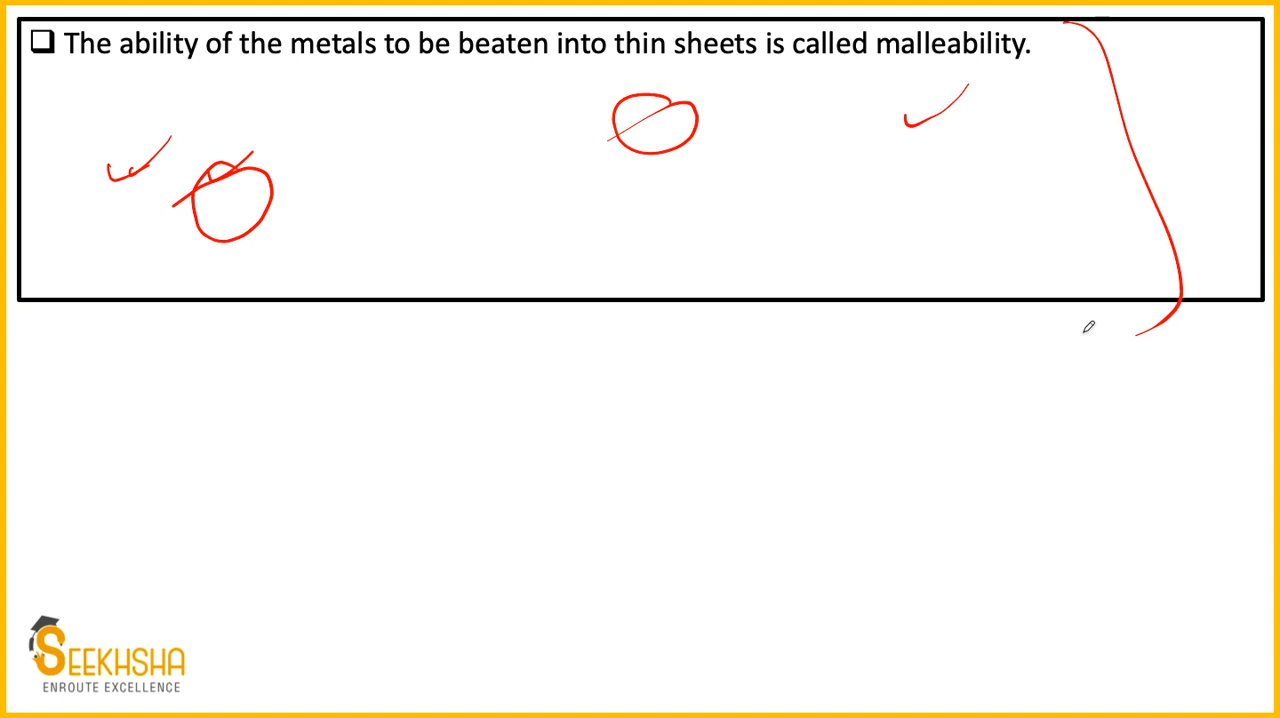 The ability of the metals to be beaten into thin sheets is called malleability.
SEEKHSHA
ENROUTE EXCELLENCE